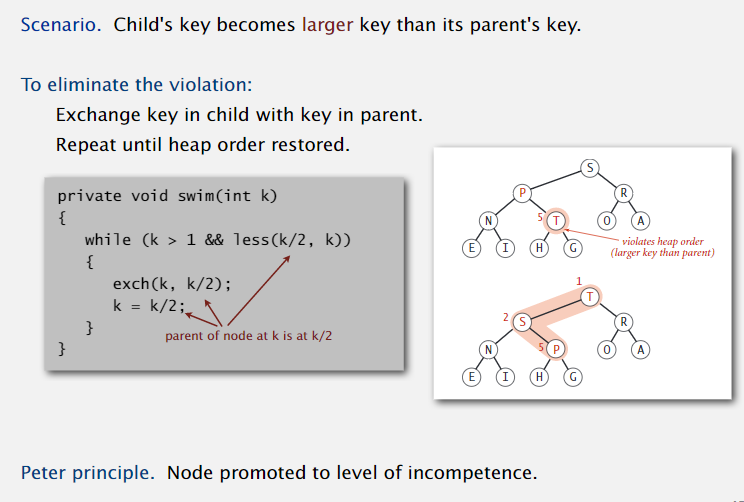 Scenario. Child's key becomes larger key than its parent's key.
To eliminate the violation:
Exchange key in child with key in parent.
Repeat until heap order restored.
private void swim(int k)
{
while (k > 1 && less(k/2, k))
{
exch(k, k/2);
k = k/2;
}
}
parent of node at k is at k/2
S
P R
N 5 T O A
E I H G
violates heap order
(larger key than parent)
1
T
2 S R
N 5 P O A
E I H G
Peter principle. Node promoted to level of incompetence.